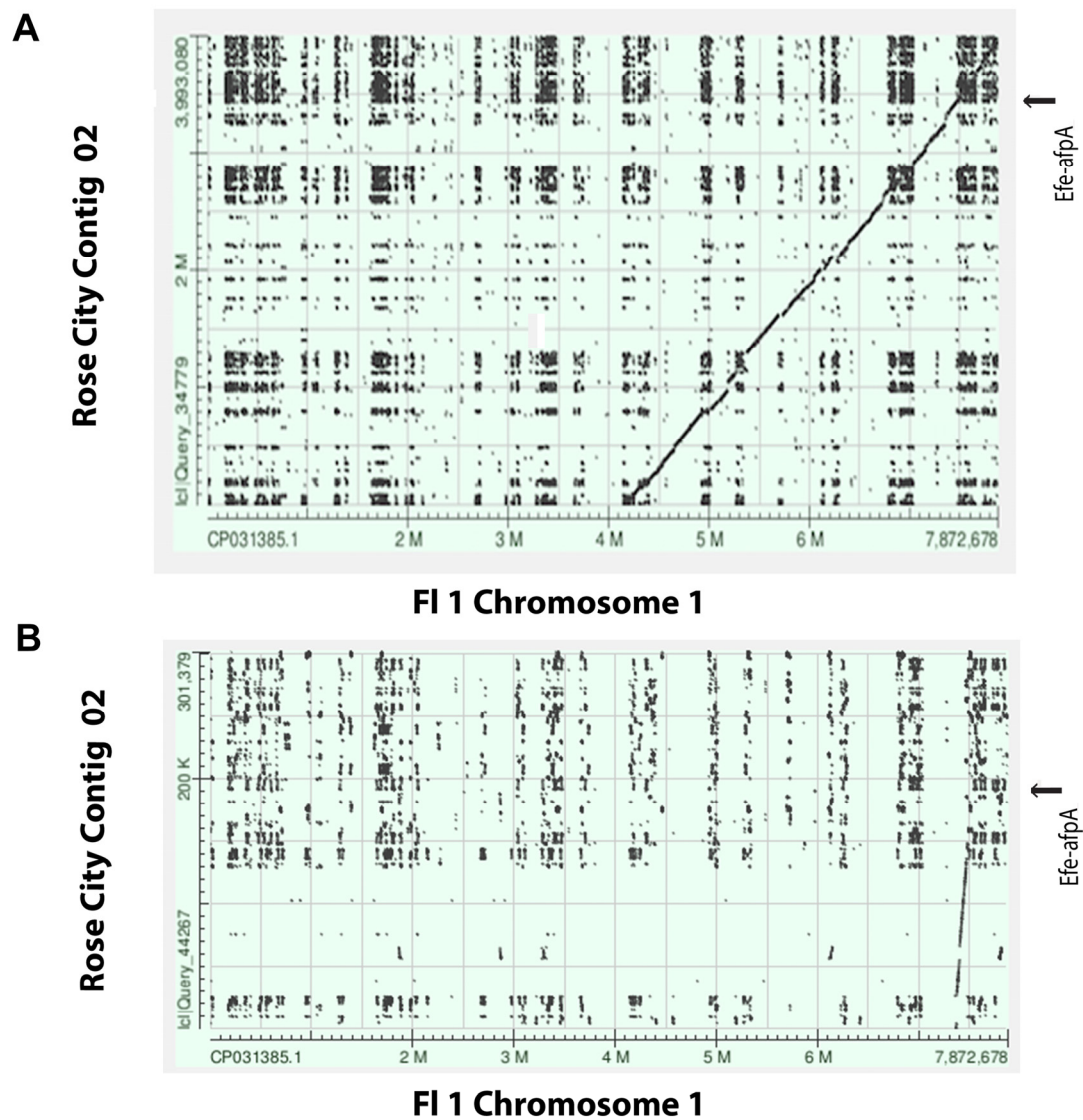 A
Rose City Contig 02
3,993,080
2 M
lcl|Query_34779
Efe-afpA
CP031385.1 2 M 3 M 4 M 5 M 6 M 7,872,678
Fl 1 Chromosome 1
B
Rose City Contig 02
301,379
200 K
lcl|Query_44267
Efe-afpA
CP031385.1 2 M 3 M 4 M 5 M 6 M 7,872,678
Fl 1 Chromosome 1